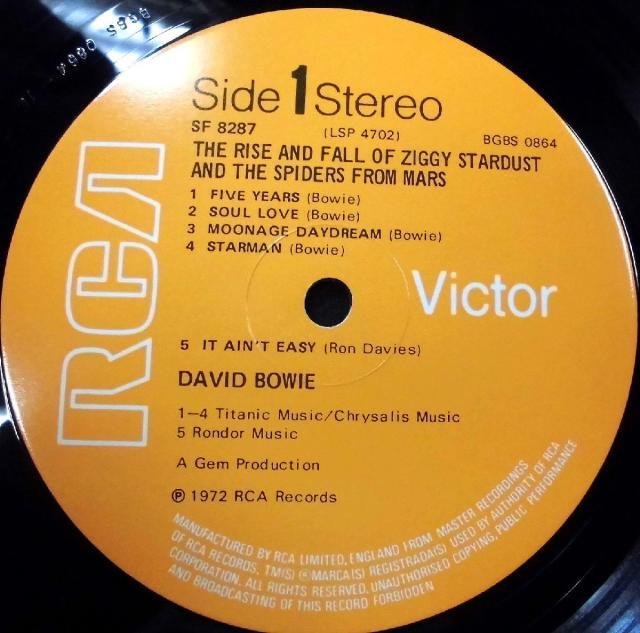 Side 1 Stereo
SF 8287
(LSP 4702)
BGBS 0864
THE RISE AND FALL OF ZIGGY STARDUST
AND THE SPIDERS FROM MARS
1 FIVE YEARS (Bowie)
2 SOUL LOVE (Bowie)
3 MOONAGE DAYDREAM (Bowie)
4 STARMAN (Bowie)
RCA
Victor
5 IT AIN'T EASY (Ron Davies)
DAVID BOWIE
1—4 Titanic Music/Chrysalis Music
5 Rondor Music
A Gem Production
℗ 1972 RCA Records
MANUFACTURED BY RCA LIMITED, ENGLAND FROM MASTER RECORDINGS
OF RCA RECORDS. TM(S) ® MARCA(S) REGISTRADA(S) USED BY AUTHORITY OF RCA
CORPORATION. ALL RIGHTS RESERVED. UNAUTHORISED COPYING, PUBLIC PERFORMANCE
AND BROADCASTING OF THIS RECORD FORBIDDEN